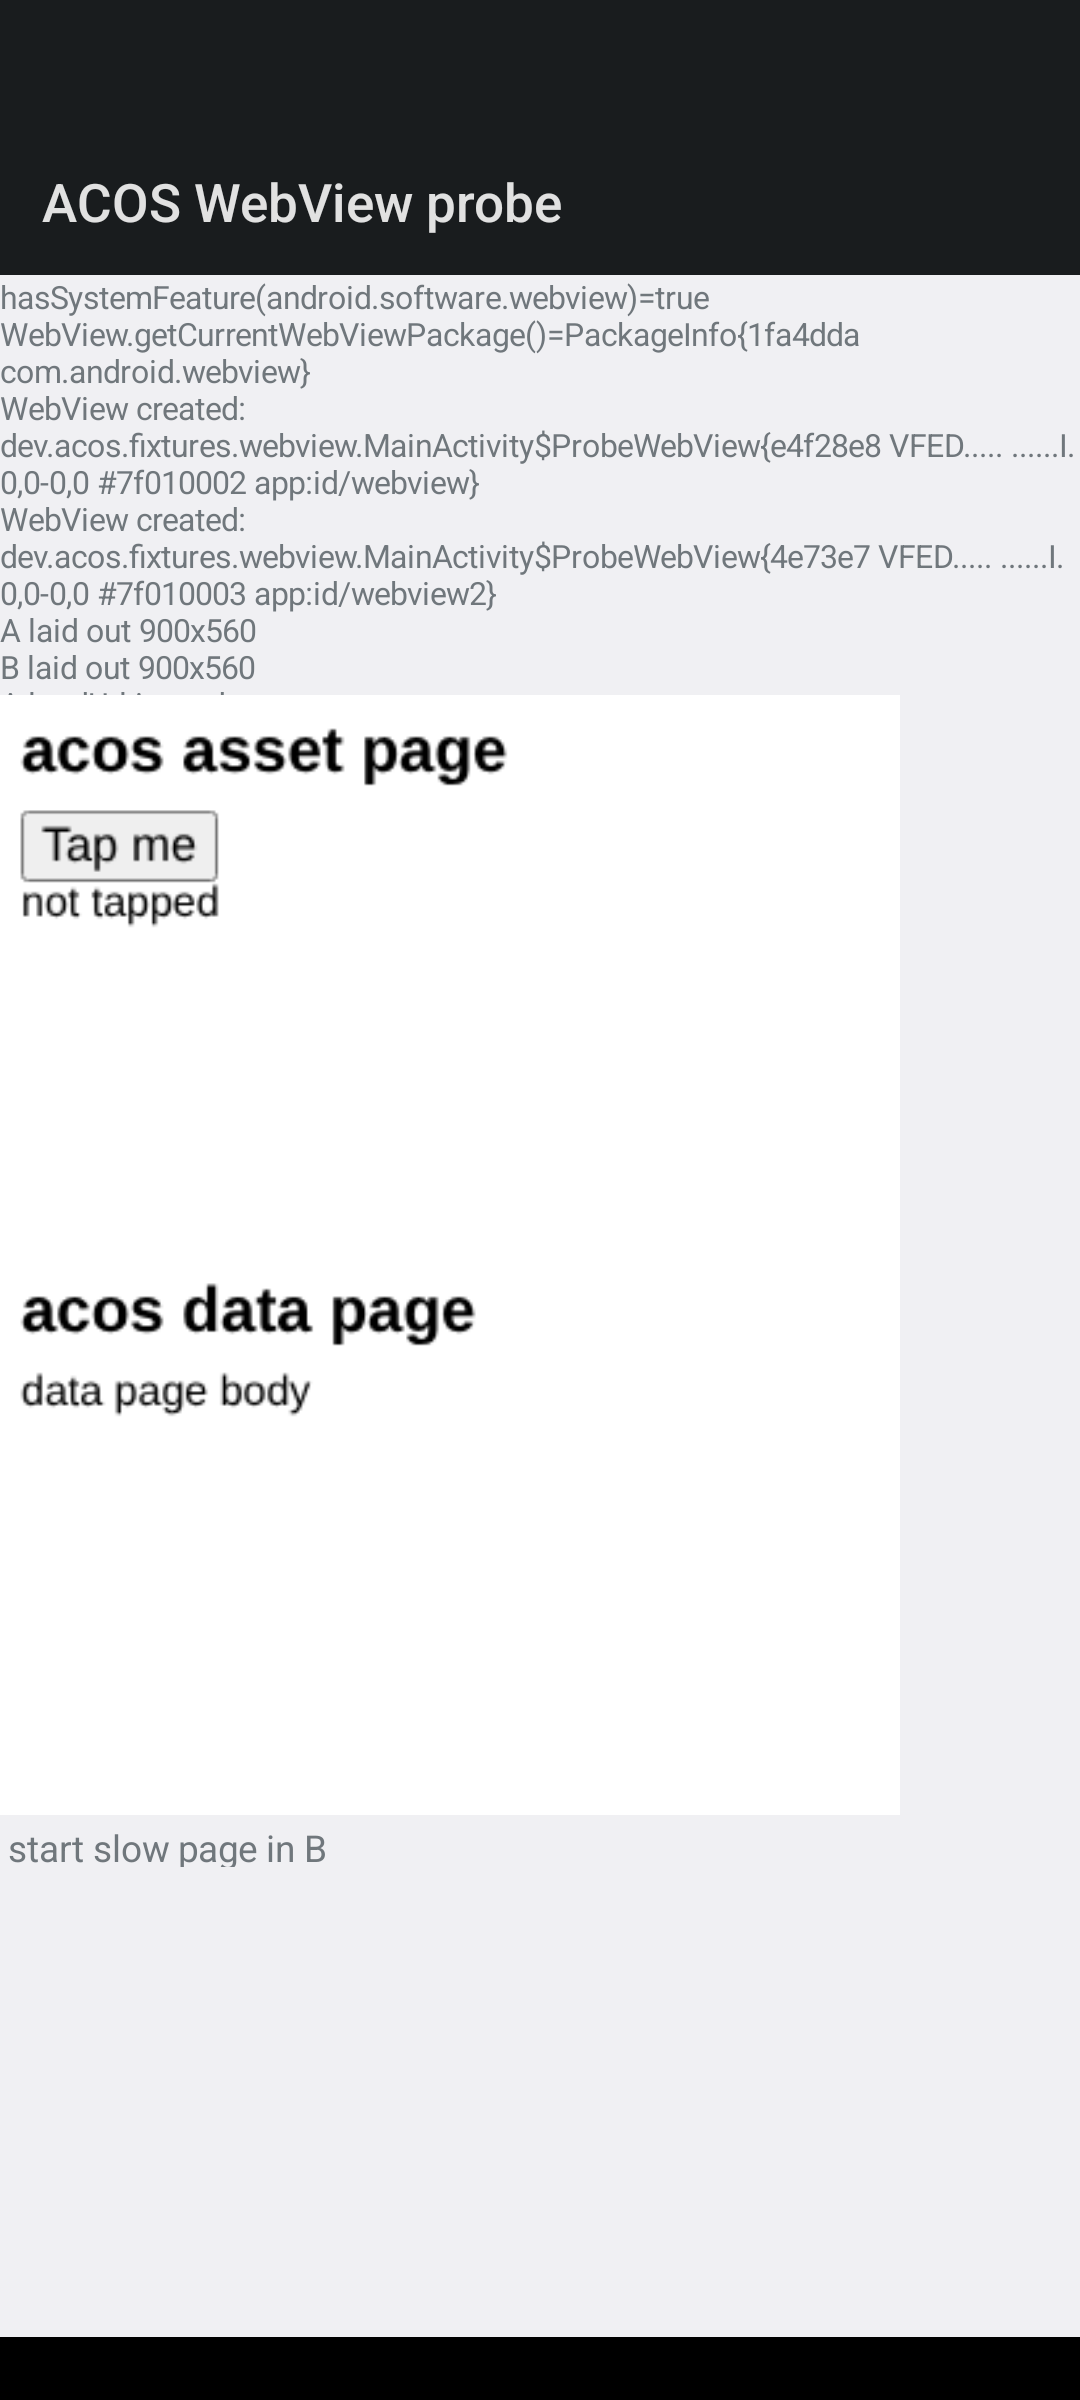 ACOS WebView probe
hasSystemFeature(android.software.webview)=true
WebView.getCurrentWebViewPackage()=PackageInfo{1fa4dda
com.android.webview}
WebView created:
dev.acos.fixtures.webview.MainActivity$ProbeWebView{e4f28e8 VFED..... ......I.
0,0-0,0 #7f010002 app:id/webview}
WebView created:
dev.acos.fixtures.webview.MainActivity$ProbeWebView{4e73e7 VFED..... ......I.
0,0-0,0 #7f010003 app:id/webview2}
A laid out 900x560
B laid out 900x560
acos asset page
Tap me
not tapped
acos data page
data page body
start slow page in B